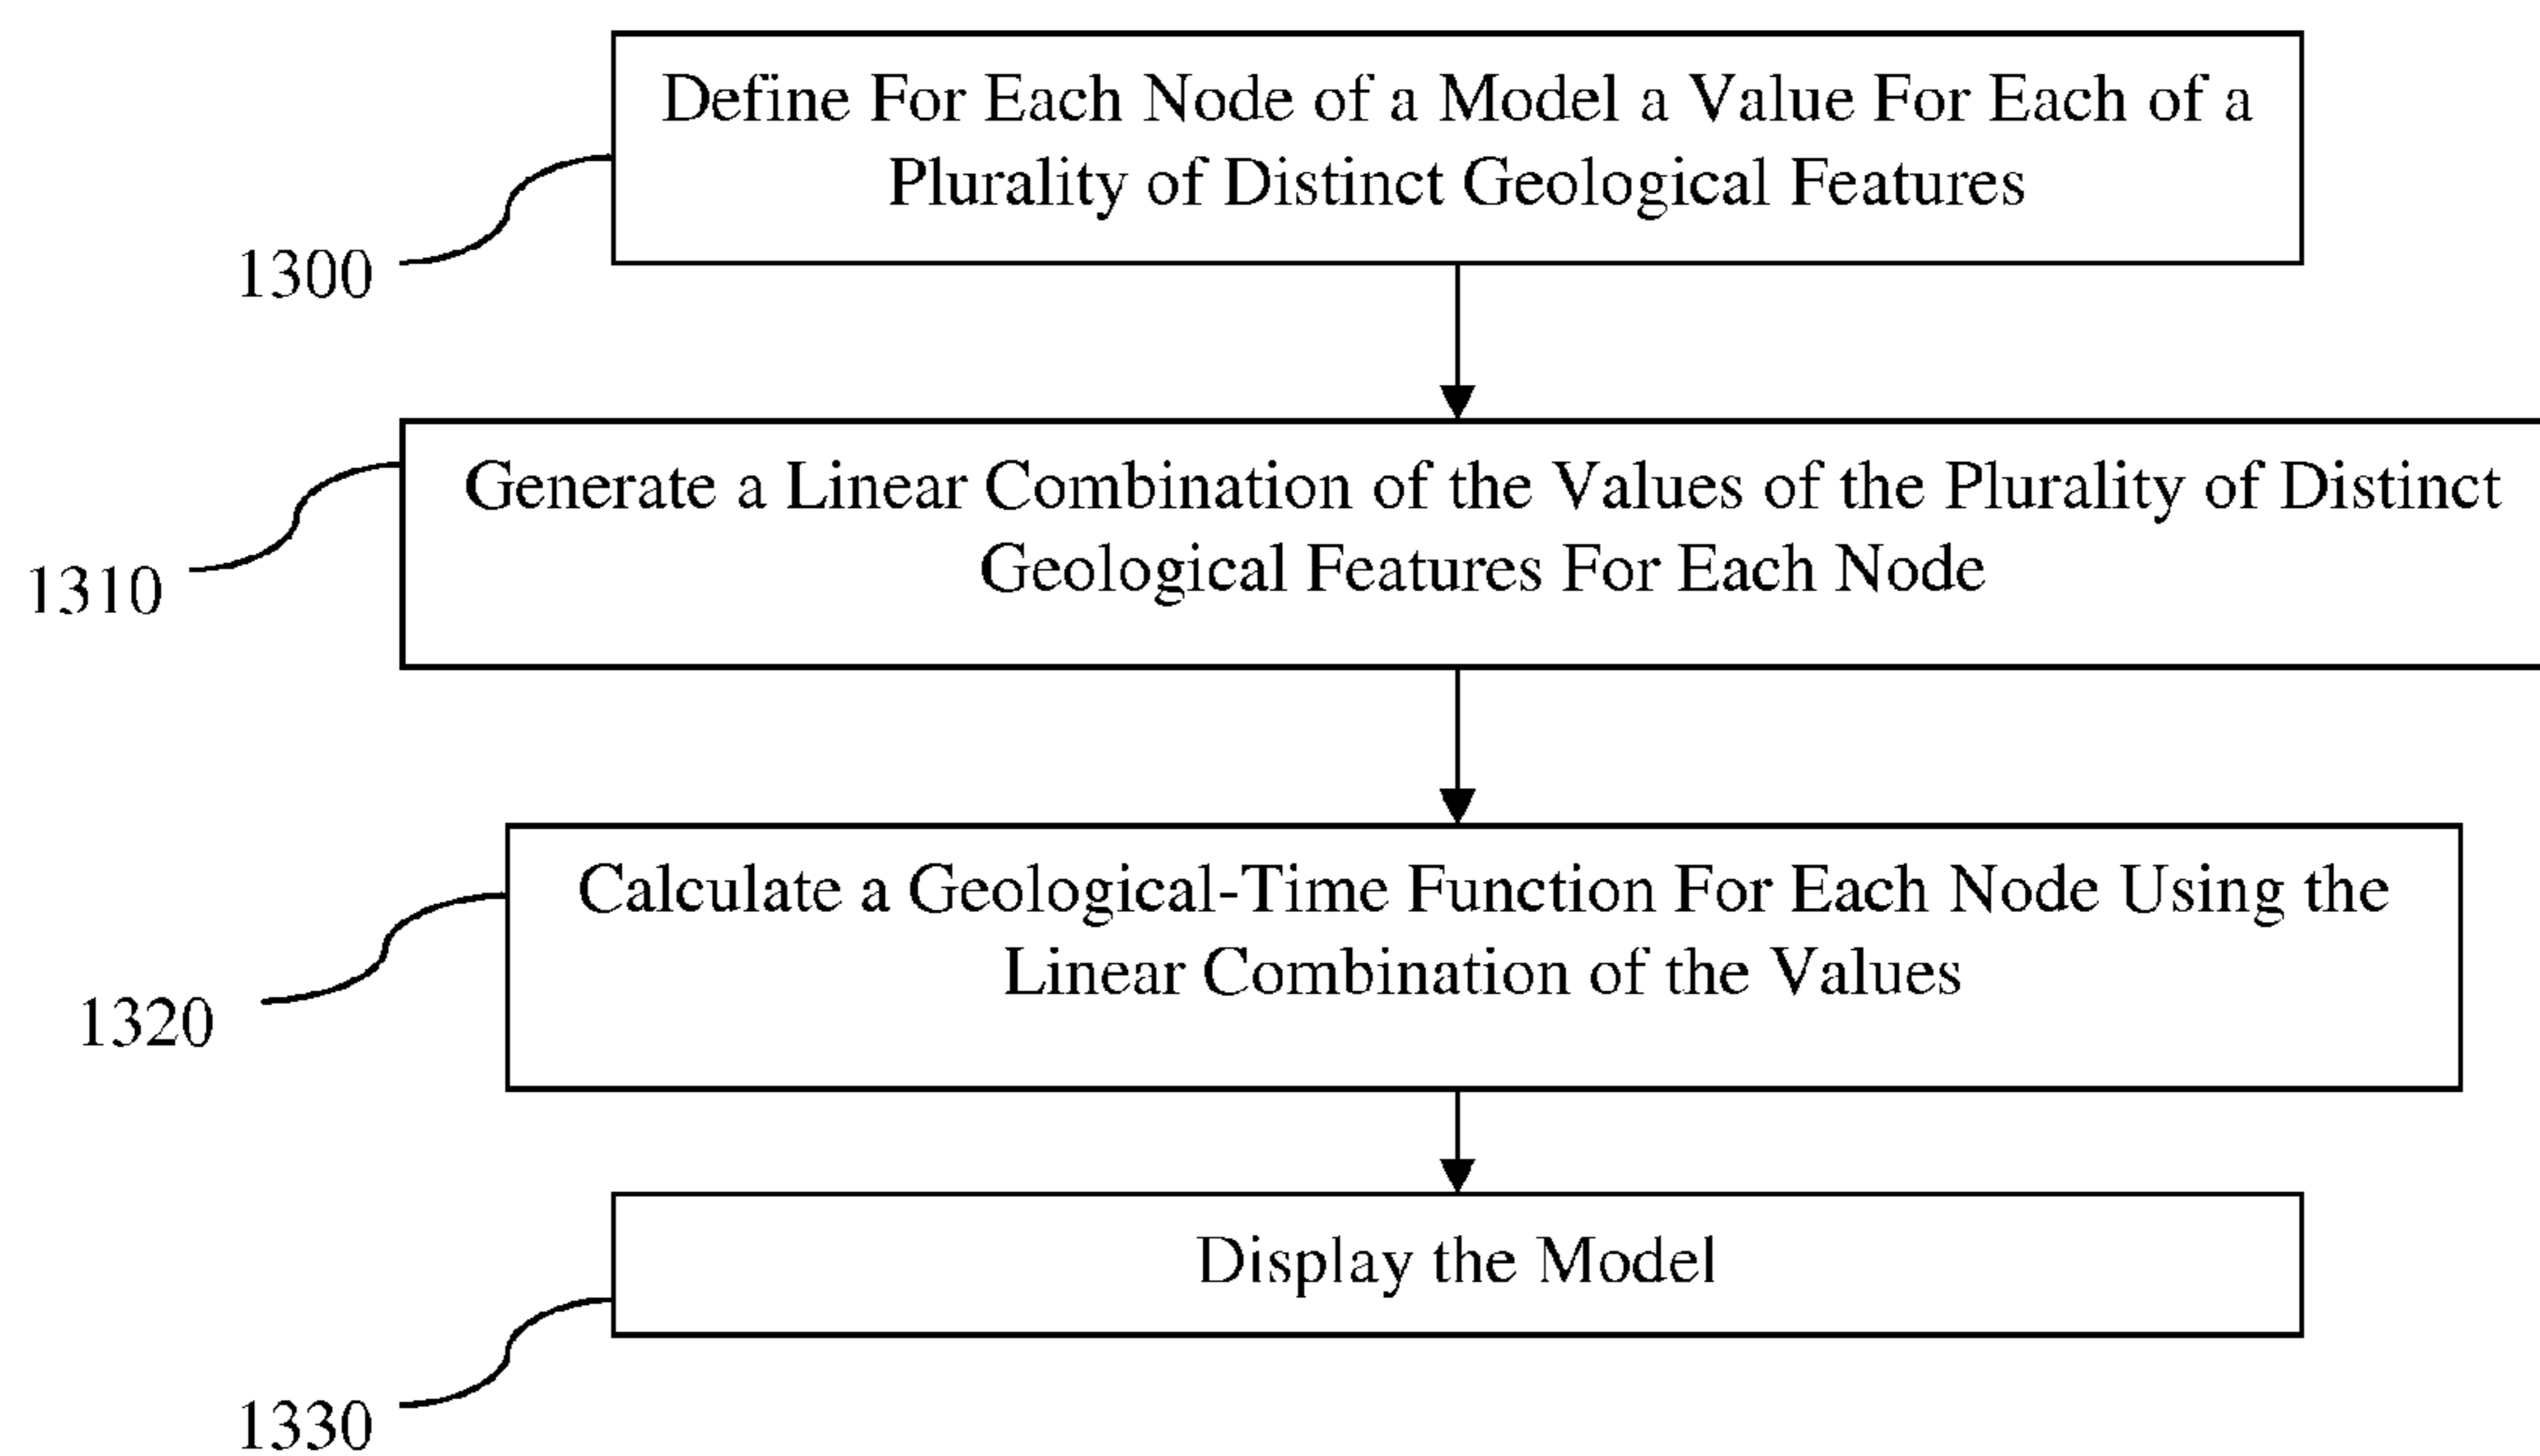 Define For Each Node of a Model a Value For Each of a
Plurality of Distinct Geological Features
1300
Generate a Linear Combination of the Values of the Plurality of Distinct
Geological Features For Each Node
1310
Calculate a Geological-Time Function For Each Node Using the
Linear Combination of the Values
1320
Display the Model
1330